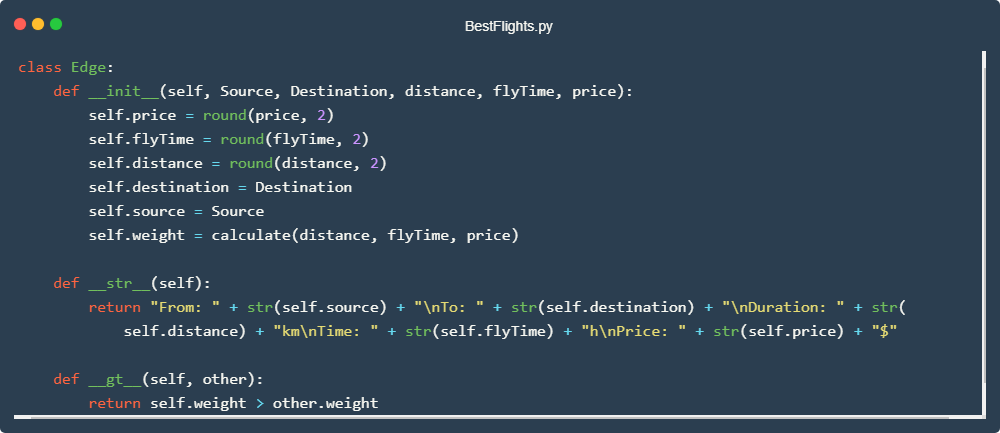 BestFlights.py
class Edge:
    def __init__(self, Source, Destination, distance, flyTime, price):
        self.price = round(price, 2)
        self.flyTime = round(flyTime, 2)
        self.distance = round(distance, 2)
        self.destination = Destination
        self.source = Source
        self.weight = calculate(distance, flyTime, price)

    def __str__(self):
        return "From: " + str(self.source) + "\nTo: " + str(self.destination) + "\nDuration: " + str(
            self.distance) + "km\nTime: " + str(self.flyTime) + "h\nPrice: " + str(self.price) + "$"

    def __gt__(self, other):
        return self.weight > other.weight